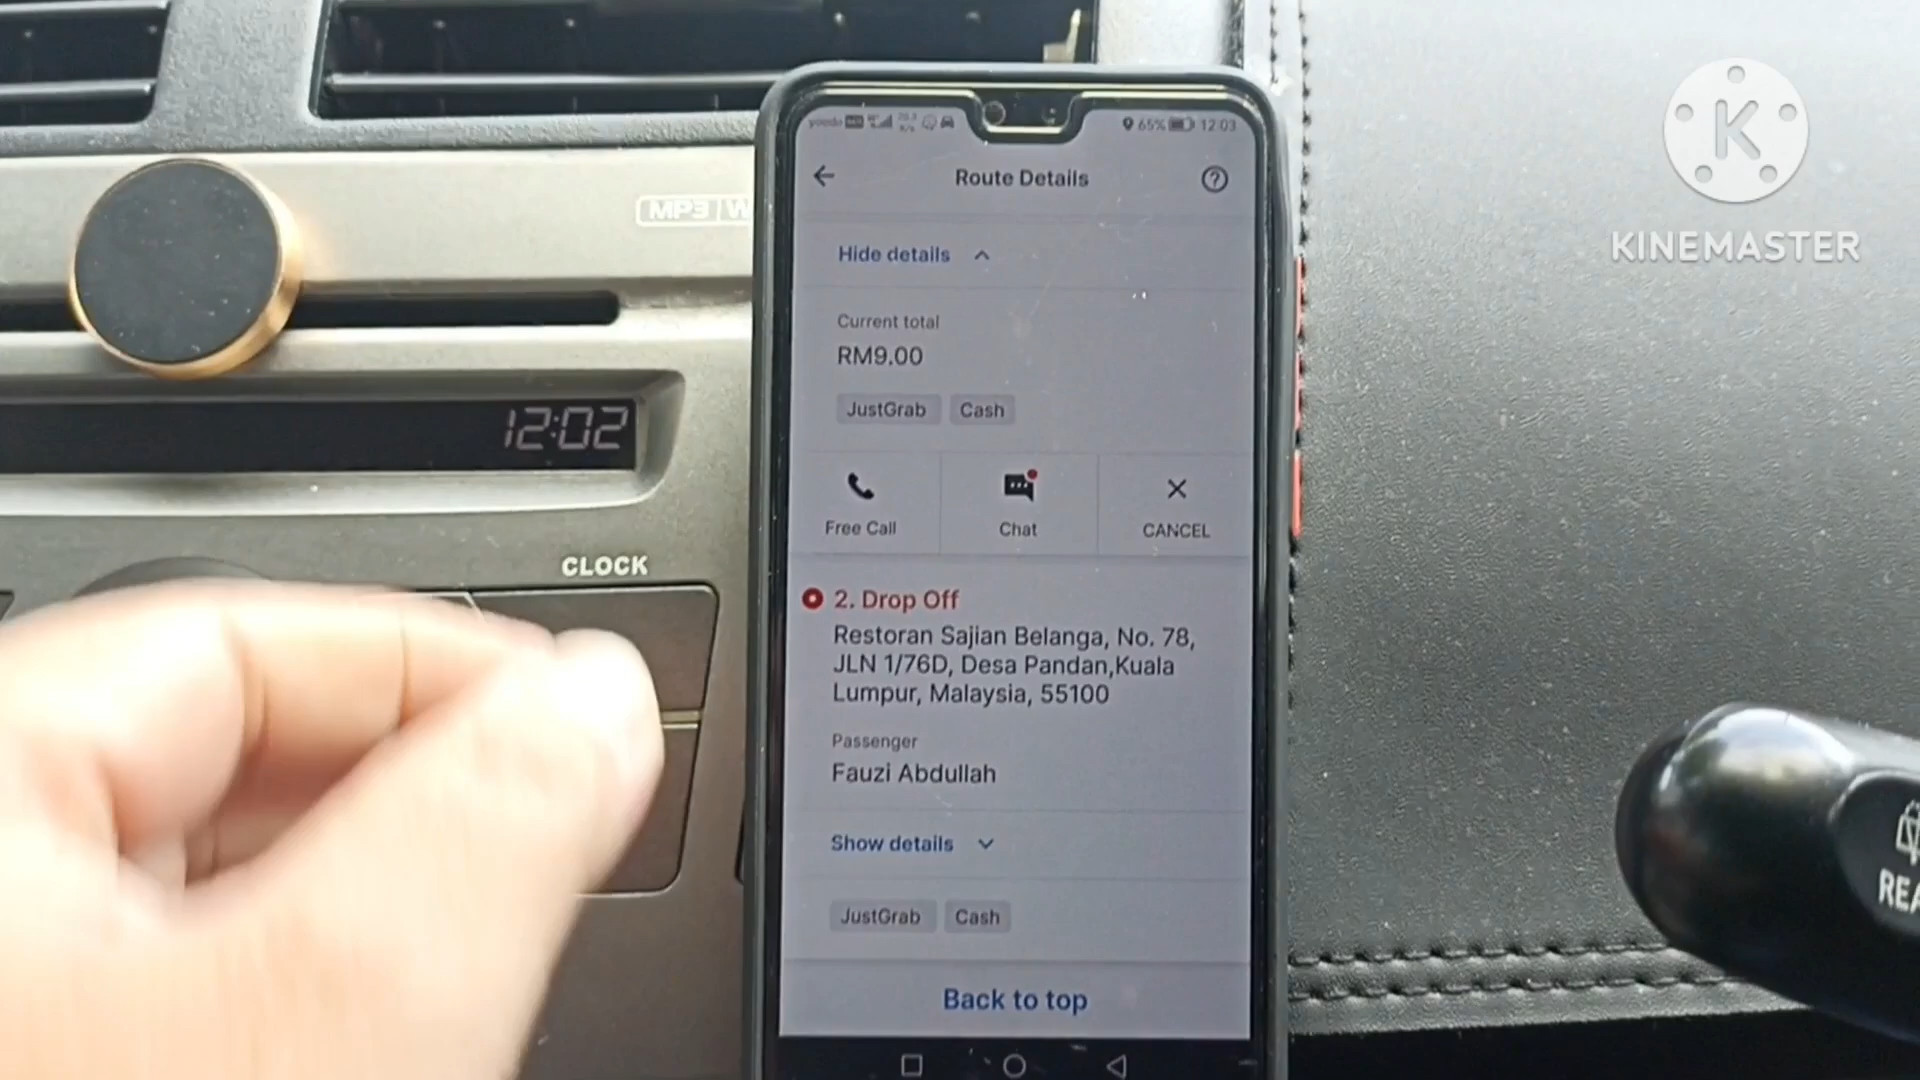 MP3
12:02
CLOCK
65% 12:03
Route Details
Hide details
Current total
RM9.00
JustGrab Cash
Free Call Chat CANCEL
2. Drop Off
Restoran Sajian Belanga, No. 78,
JLN 1/76D, Desa Pandan,Kuala
Lumpur, Malaysia, 55100
Passenger
Fauzi Abdullah
Show details
JustGrab Cash
Back to top
K
KINEMASTER